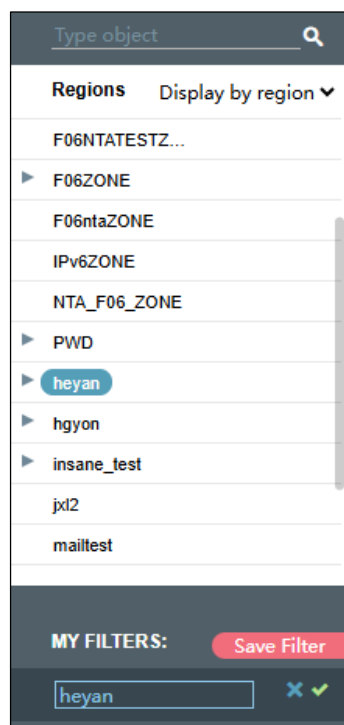 Type object
Regions Display by region
F06NTATESTZ...
F06ZONE
F06ntaZONE
IPv6ZONE
NTA_F06_ZONE
PWD
heyan
hgyon
insane_test
jxl2
mailtest
MY FILTERS: Save Filter
heyan